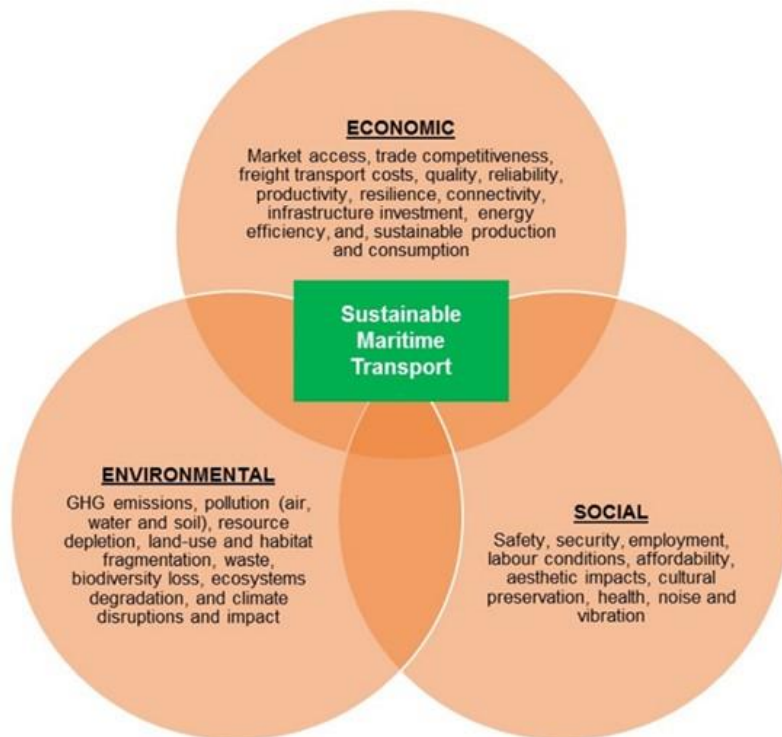 ECONOMIC
Market access, trade competitiveness,
freight transport costs, quality, reliability,
productivity, resilience, connectivity,
infrastructure investment, energy
efficiency, and, sustainable production
and consumption
Sustainable
Maritime
Transport
ENVIRONMENTAL
GHG emissions, pollution (air,
water and soil), resource
depletion, land-use and habitat
fragmentation, waste,
biodiversity loss, ecosystems
degradation, and climate
disruptions and impact
SOCIAL
Safety, security, employment,
labour conditions, affordability,
aesthetic impacts, cultural
preservation, health, noise and
vibration